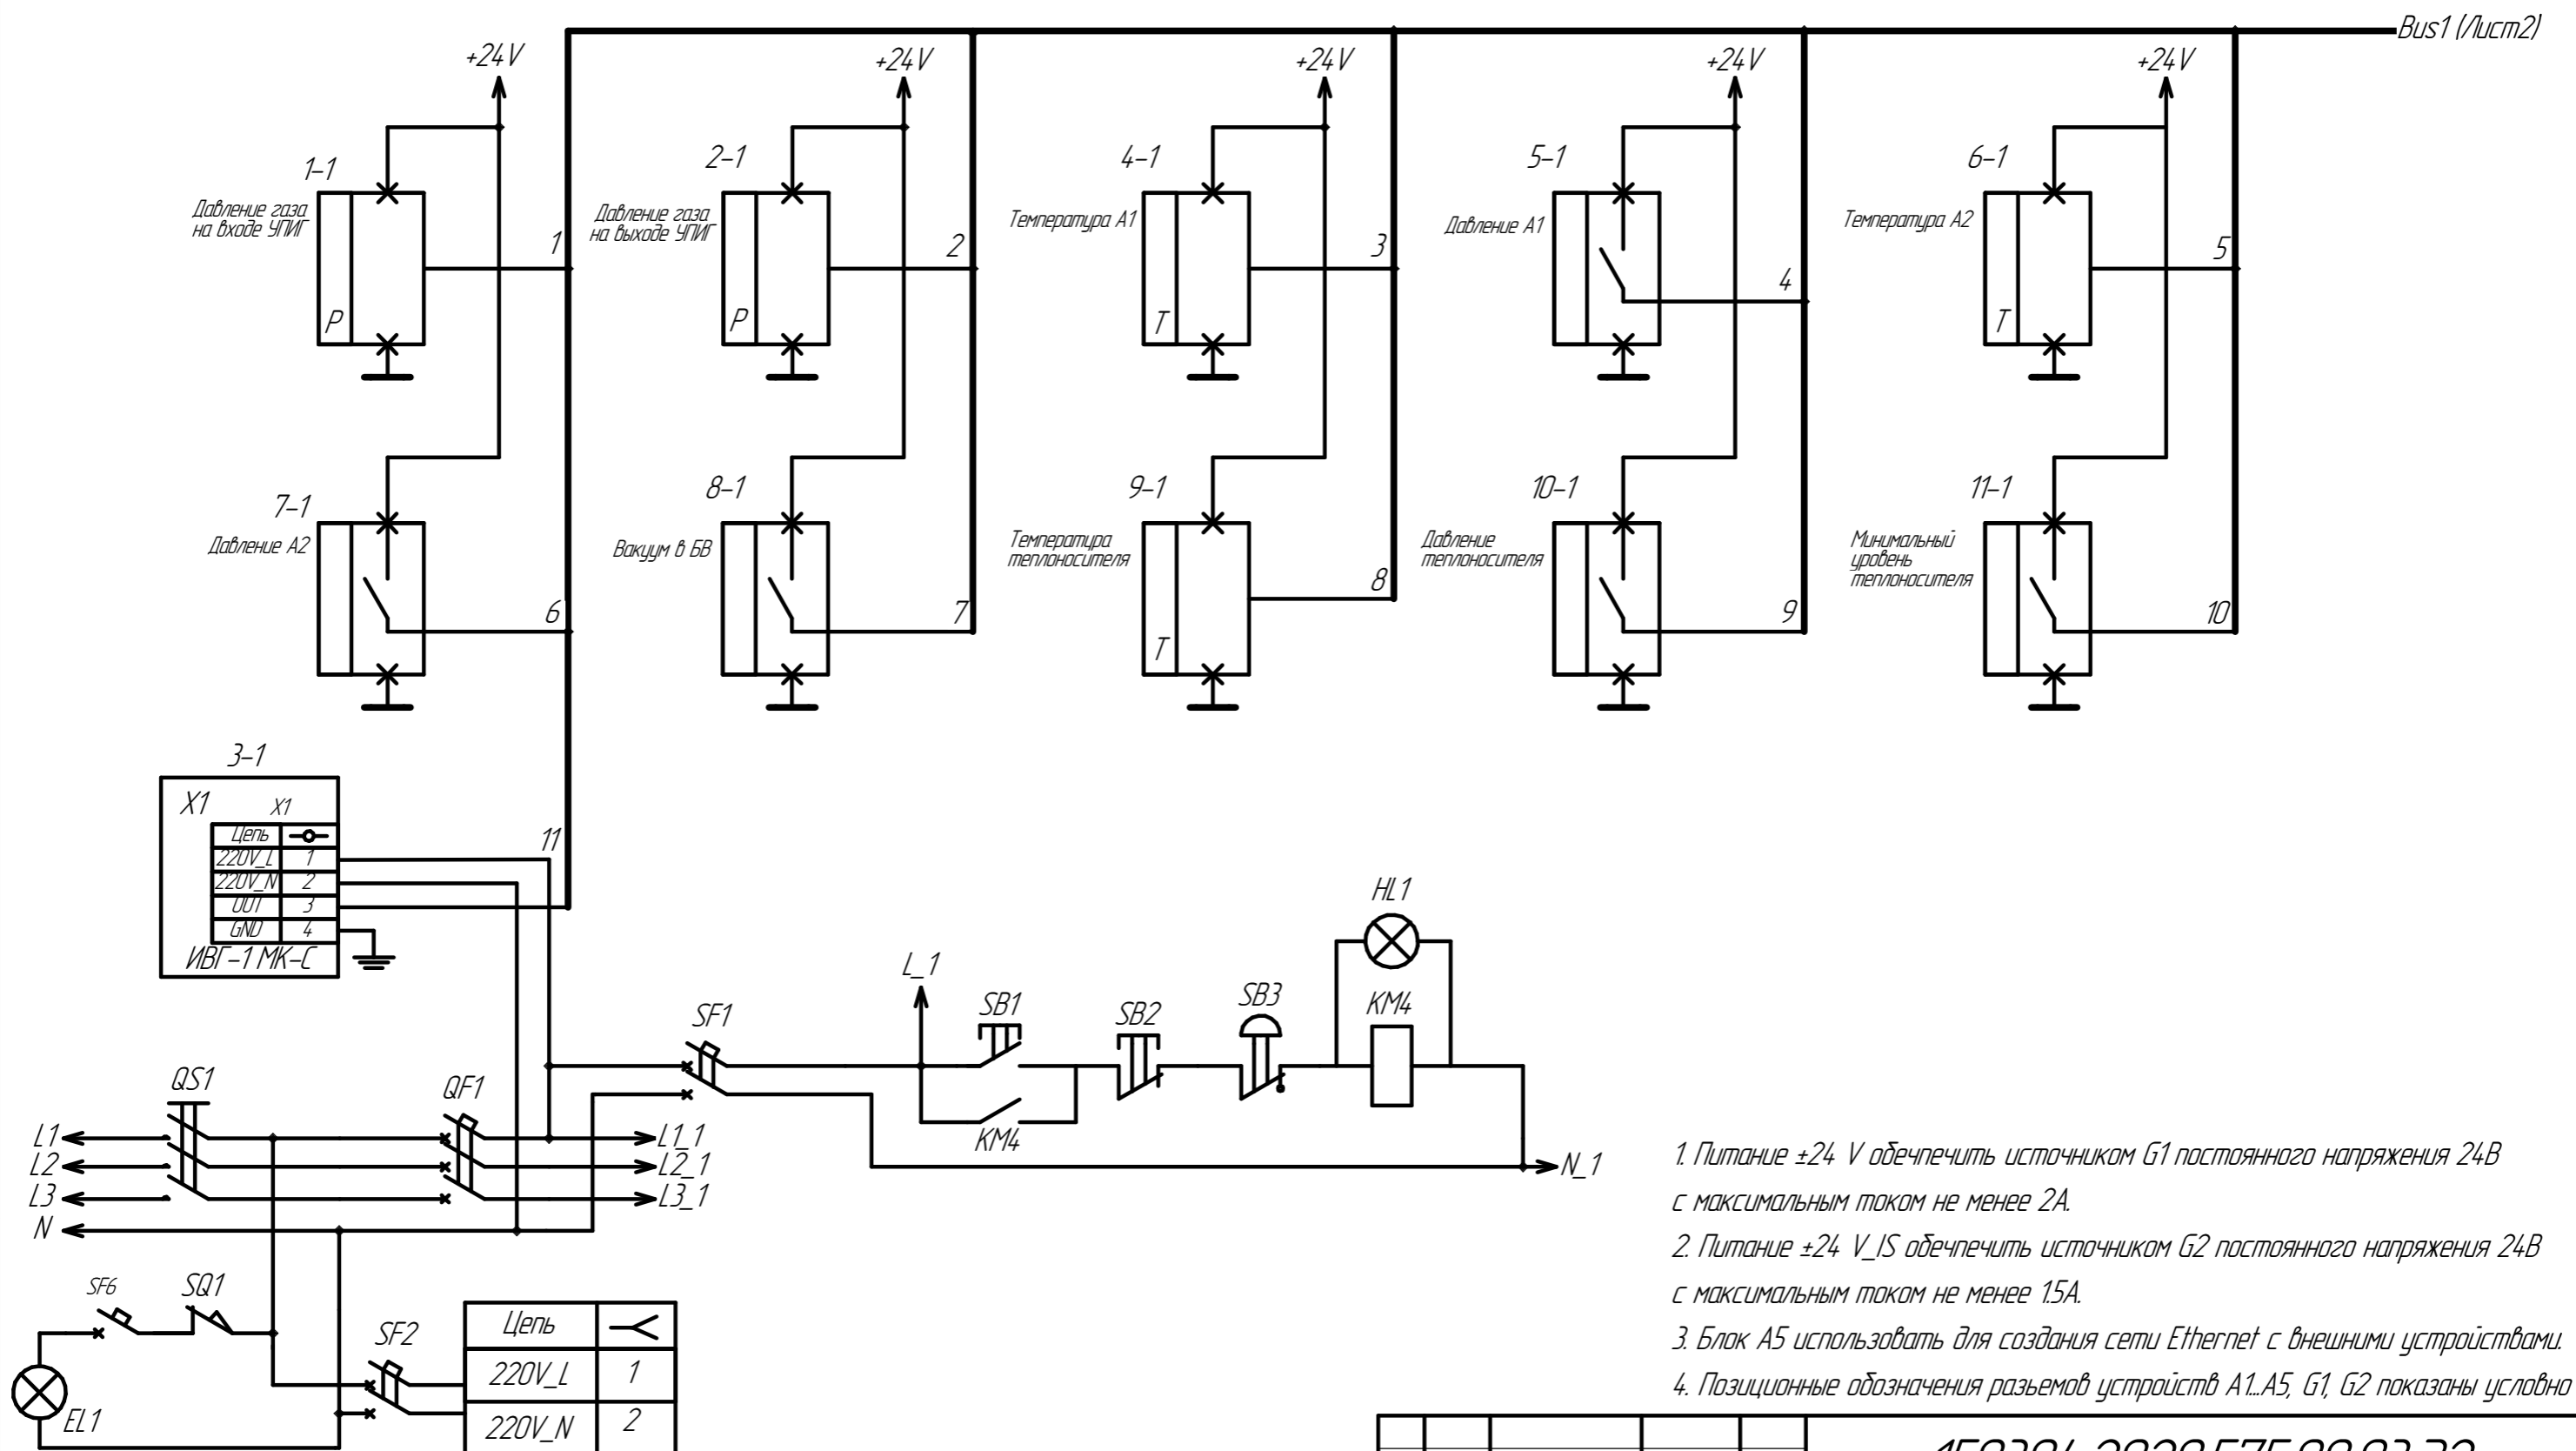 Bus1 (Лист2)
+24V
+24V
+24V
+24V
+24V
1-1
2-1
4-1
5-1
6-1
Давление газа
на входе УПИГ
Давление газа
на выходе УПИГ
Температура А1
Давление А1
Температура А2
1
2
3
4
5
P
P
T
T
7-1
8-1
9-1
10-1
11-1
Давление А2
Вакуум в БВ
Температура
теплоносителя
Давление
теплоносителя
Минимальный
уровень
теплоносителя
6
7
8
9
10
T
3-1
X1
X1
Цепь
220V_L 1
220V_N 2
OUT 3
GND 4
ИВГ-1 МК-С
11
HL1
L_1
SF1
SB1
SB2
SB3
KM4
KM4
QS1
QF1
L1
L2
L3
N
L1_1
L2_1
L3_1
N_1
SF6
SQ1
SF2
EL1
Цепь
220V_L 1
220V_N 2
1. Питание ±24 V обечпечить источником G1 постоянного напряжения 24В
с максимальным током не менее 2А.
2. Питание ±24 V_IS обечпечить источником G2 постоянного напряжения 24В
с максимальным током не менее 1.5А.
3. Блок А5 использовать для создания сети Ethernet с внешними устройствами.
4. Позиционные обозначения разьемов устройств А1...А5, G1, G2 показаны условно